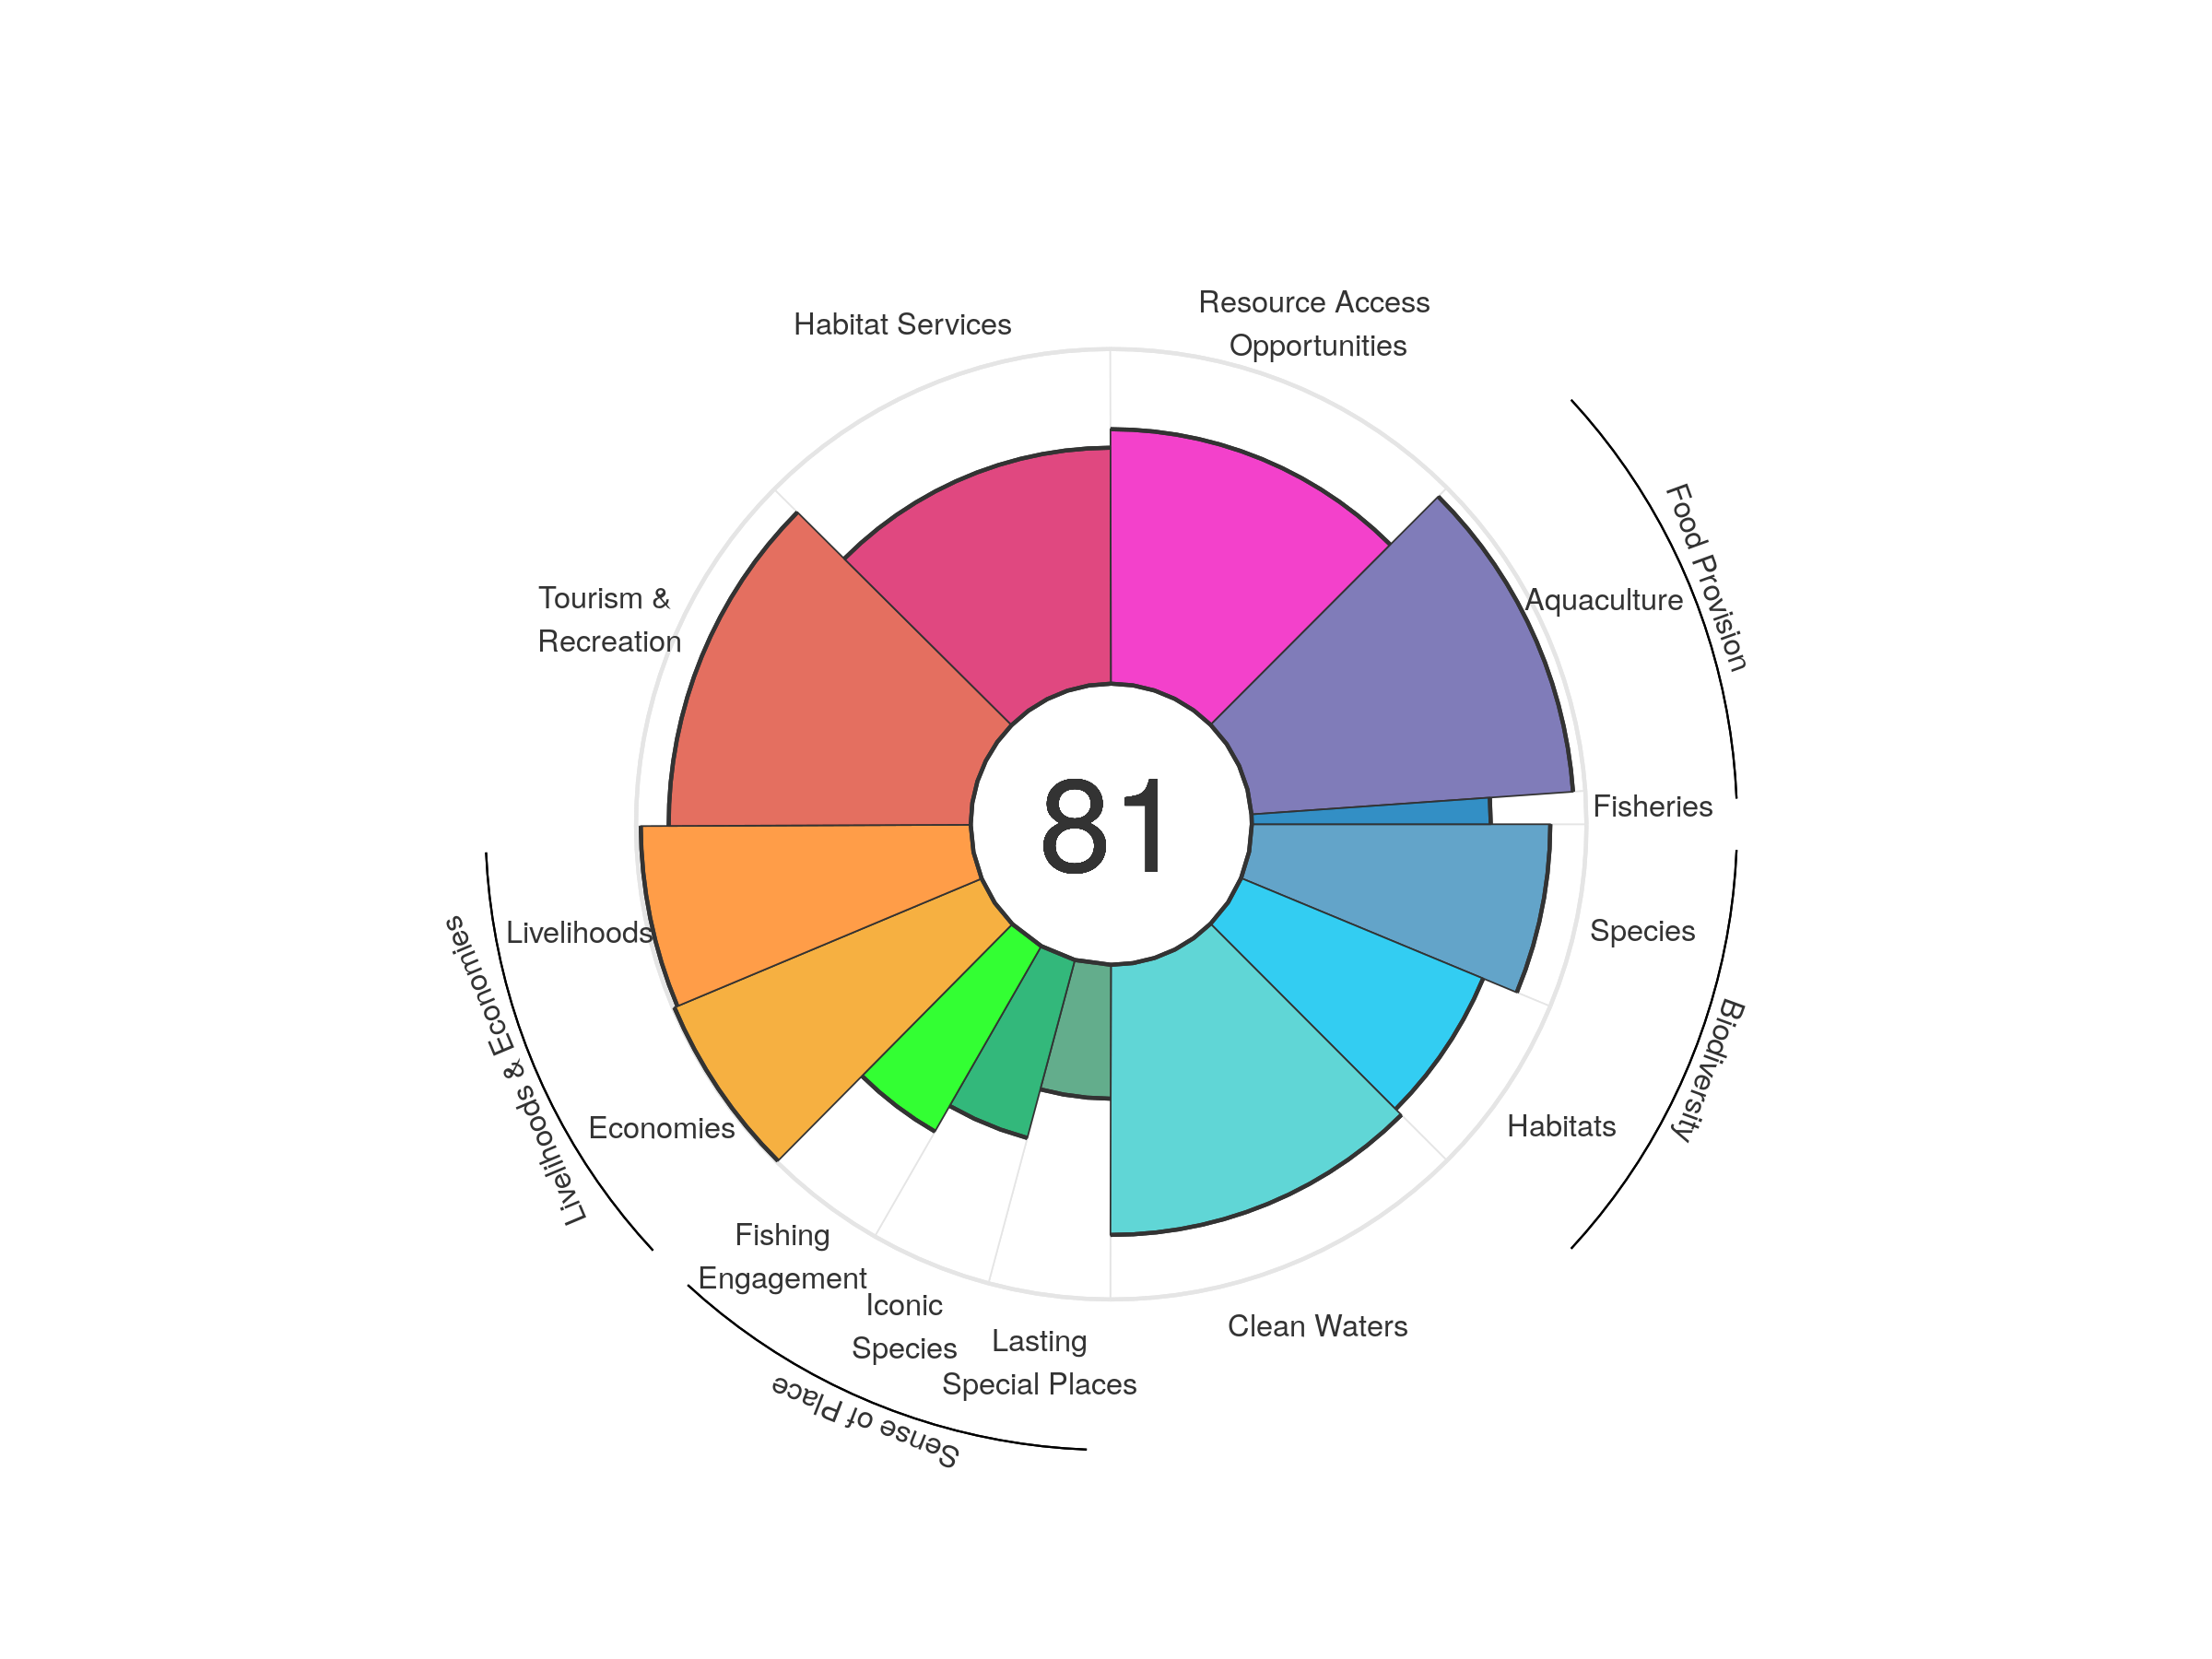 Resource Access
Opportunities
Habitat Services
Food Provision
Aquaculture
Tourism &
Recreation
81
Fisheries
Species
Livelihoods
Livelihoods & Economies
Biodiversity
Habitats
Economies
Fishing
Engagement
Iconic
Species
Lasting
Special Places
Clean Waters
Sense of Place